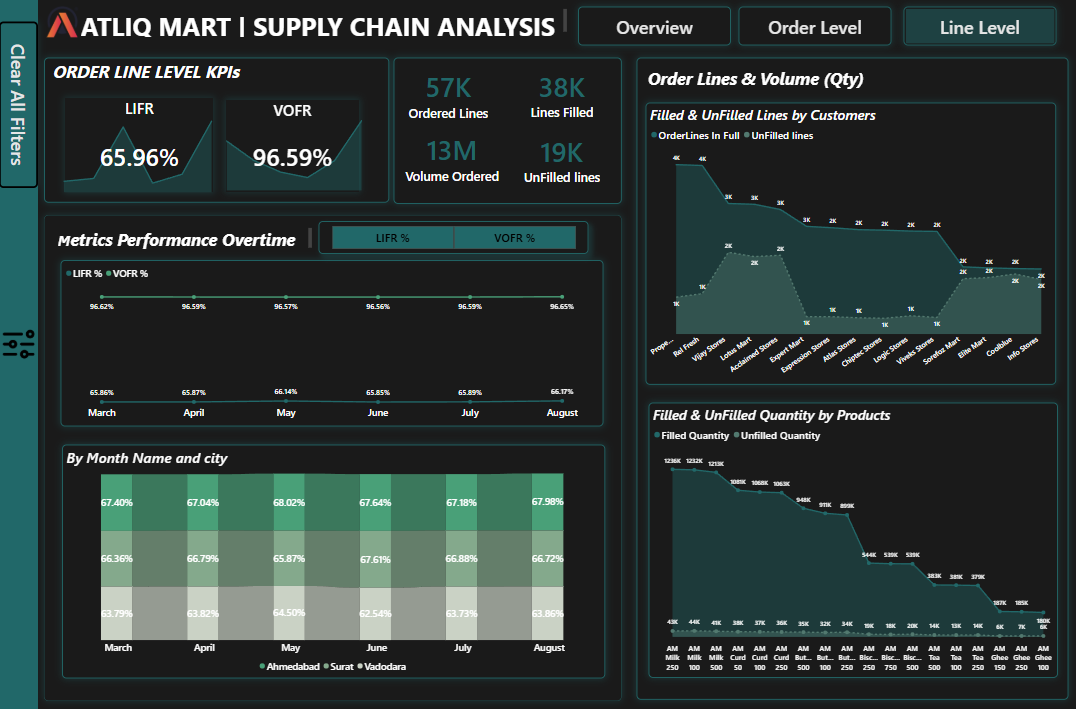 Clear All Filters
ATLIQ MART | SUPPLY CHAIN ANALYSIS
Overview
Order Level
Line Level
ORDER LINE LEVEL KPIs
LIFR
65.96%
VOFR
96.59%
57K
Ordered Lines
38K
Lines Filled
13M
Volume Ordered
19K
UnFilled lines
Metrics Performance Overtime
LIFR %
VOFR %
LIFR % VOFR %
96.62% 96.59% 96.57% 96.56% 96.59% 96.65%
65.86% 65.87% 66.14% 65.85% 65.89% 66.17%
March April May June July August
By Month Name and city
67.40% 67.04% 68.02% 67.64% 67.18% 67.98%
66.36% 66.79% 65.87% 67.61% 66.88% 66.72%
63.79% 63.82% 64.50% 62.54% 63.73% 63.86%
March April May June July August
Ahmedabad Surat Vadodara
Order Lines & Volume (Qty)
Filled & UnFilled Lines by Customers
OrderLines In Full UnFilled lines
4K 4K 3K 3K 3K 3K 2K 2K 2K 2K 2K 2K 2K 2K 2K
1K 1K 2K 2K 2K 1K 1K 1K 1K 1K 1K 2K 2K 2K 2K
Prope... Rel Fresh Vijay Stores Lotus Mart Acclaimed Stores Expert Mart Expression Stores Atlas Stores Chiptec Stores Logic Stores Viveks Stores Sorefoz Mart Elite Mart Coolblue Info Stores
Filled & UnFilled Quantity by Products
Filled Quantity Unfilled Quantity
1236K 1232K 1213K 1081K 1068K 1063K 948K 911K 899K 544K 539K 539K 383K 381K 379K 187K 185K 180K
43K 44K 41K 38K 37K 36K 35K 32K 34K 19K 18K 20K 14K 13K 14K 6K 7K 6K
AM AM AM AM AM AM AM AM AM AM AM AM AM AM AM AM AM AM
Milk Milk Milk Curd Curd Curd But... But... But... Bisc... Bisc... Bisc... Tea Tea Tea Ghee Ghee Ghee
250 100 500 50 100 250 500 100 250 250 750 500 500 100 250 150 250 100